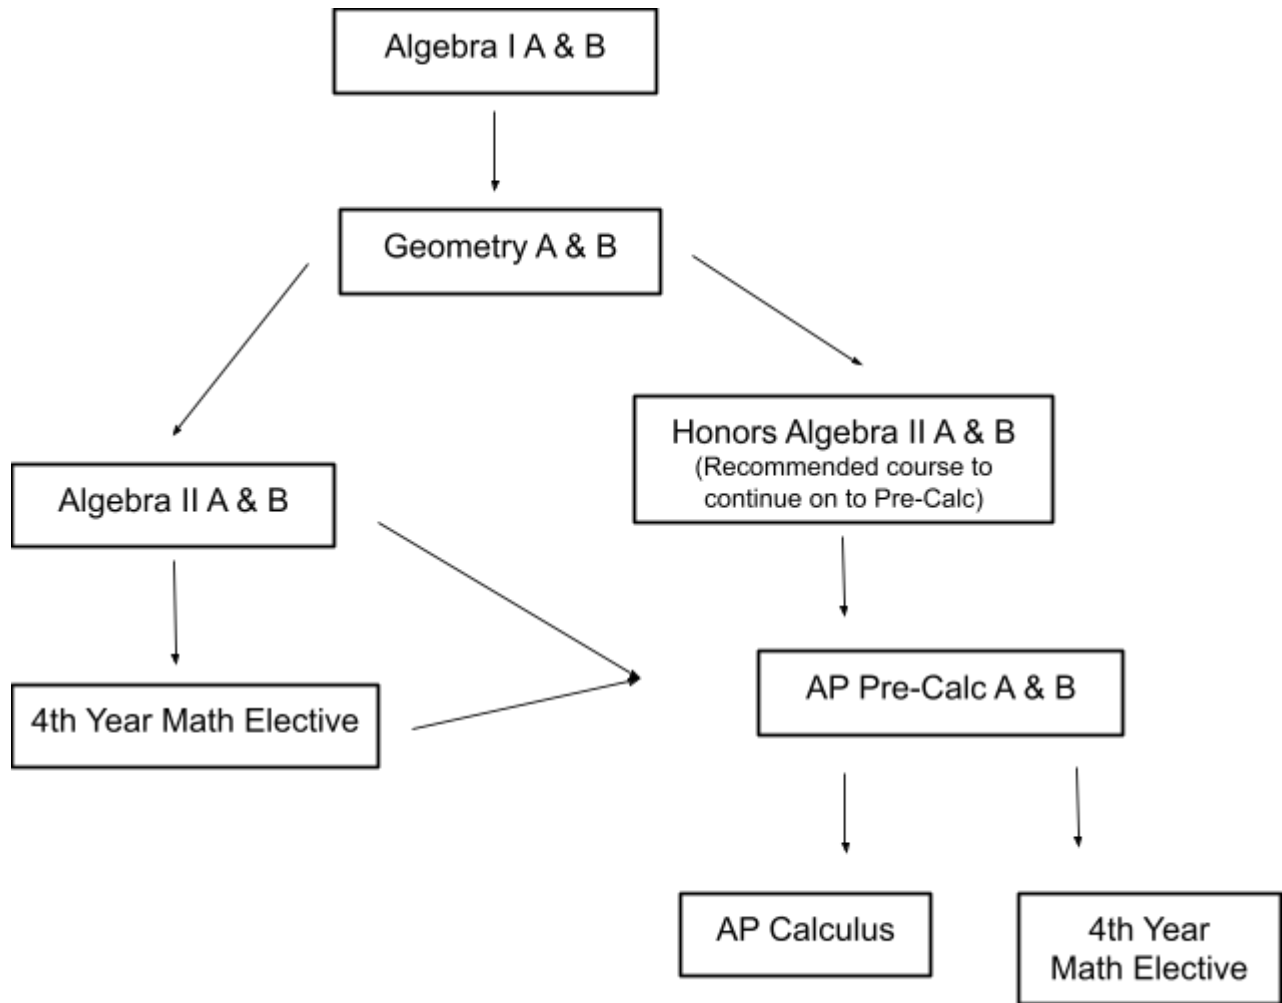 Algebra I A & B
Geometry A & B
Honors Algebra II A & B
(Recommended course to
continue on to Pre-Calc)
Algebra II A & B
AP Pre-Calc A & B
4th Year Math Elective
AP Calculus
4th Year
Math Elective